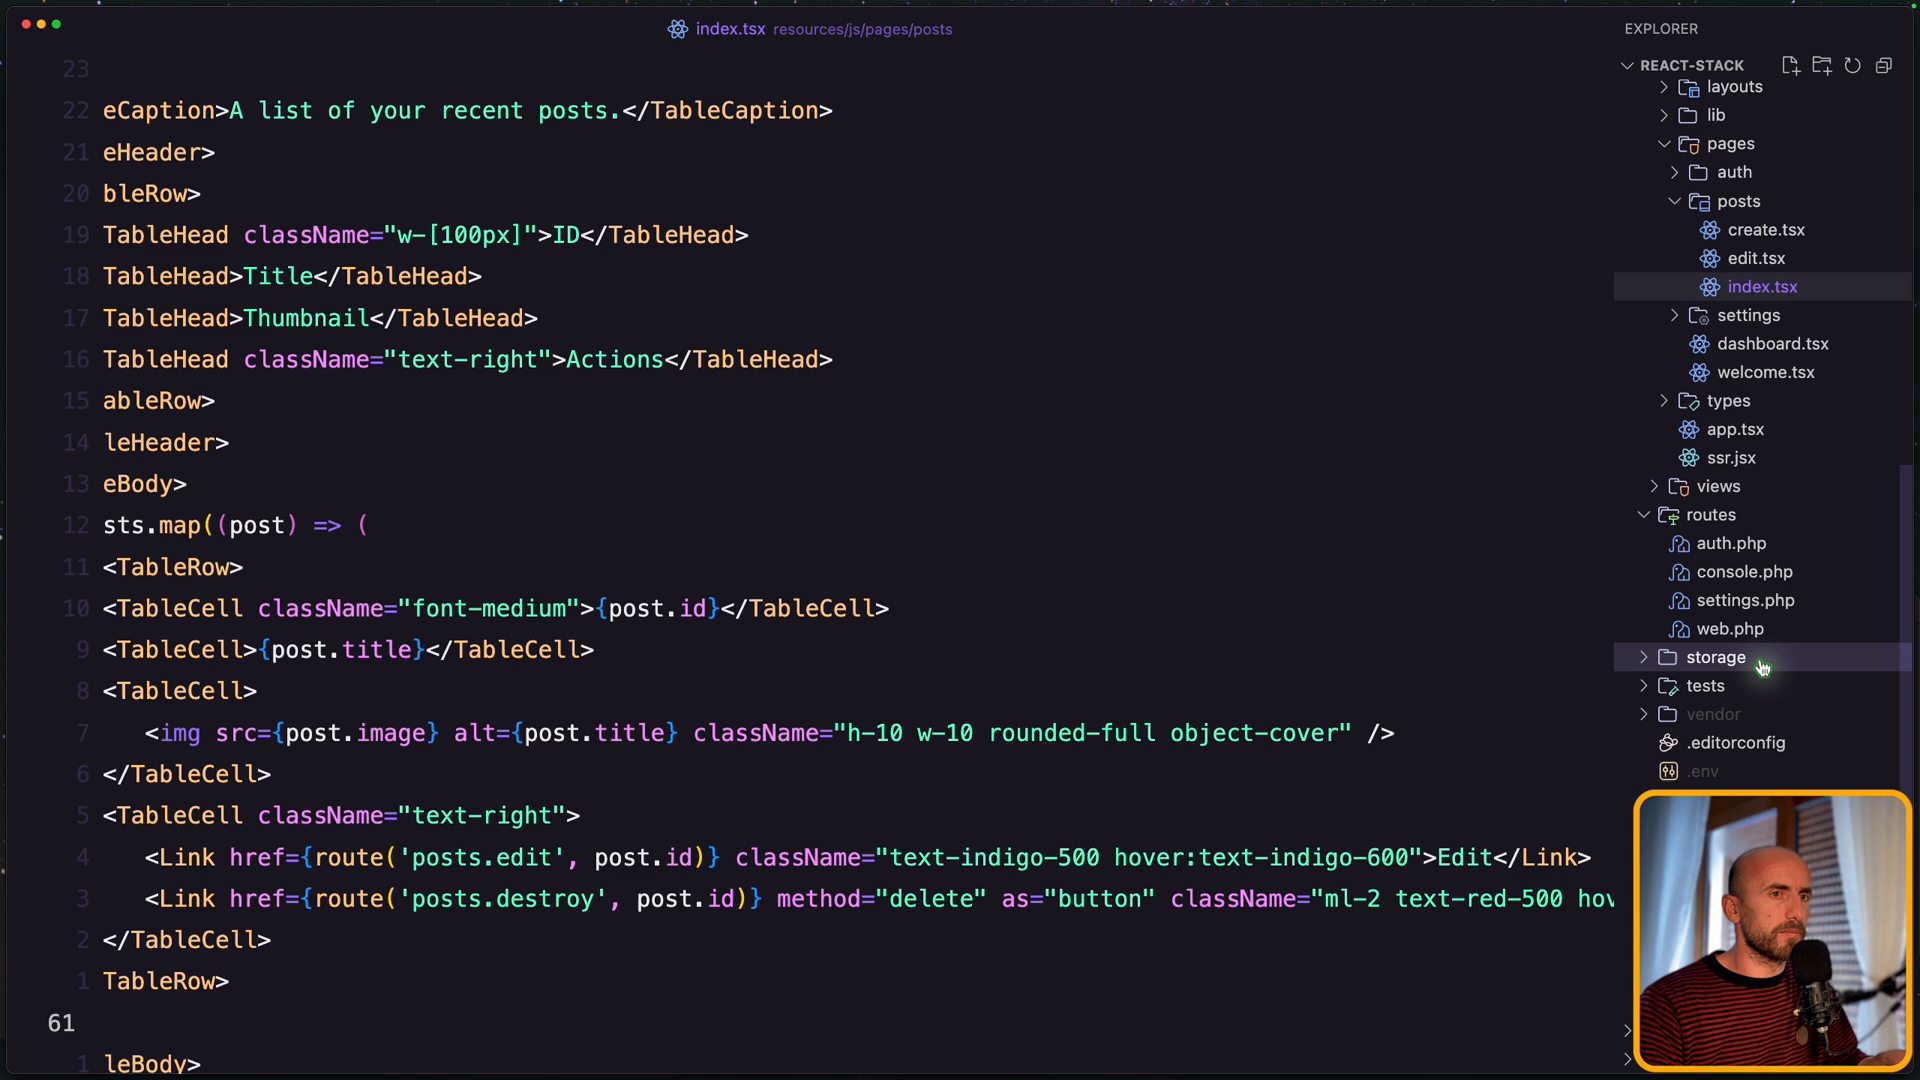 index.tsx resources/js/pages/posts
23
22 eCaption>A list of your recent posts.</TableCaption>
21 eHeader>
20 bleRow>
19 TableHead className="w-[100px]">ID</TableHead>
18 TableHead>Title</TableHead>
17 TableHead>Thumbnail</TableHead>
16 TableHead className="text-right">Actions</TableHead>
15 ableRow>
14 leHeader>
13 eBody>
12 sts.map((post) => (
11 <TableRow>
10 <TableCell className="font-medium">{post.id}</TableCell>
9 <TableCell>{post.title}</TableCell>
8 <TableCell>
7 <img src={post.image} alt={post.title} className="h-10 w-10 rounded-full object-cover" />
6 </TableCell>
5 <TableCell className="text-right">
4 <Link href={route('posts.edit', post.id)} className="text-indigo-500 hover:text-indigo-600">Edit</Link>
3 <Link href={route('posts.destroy', post.id)} method="delete" as="button" className="ml-2 text-red-500 hov
2 </TableCell>
1 TableRow>
61
1 leBody>
EXPLORER
REACT-STACK
layouts
lib
pages
auth
posts
create.tsx
edit.tsx
index.tsx
settings
dashboard.tsx
welcome.tsx
types
app.tsx
ssr.jsx
views
routes
auth.php
console.php
settings.php
web.php
storage
tests
vendor
.editorconfig
.env